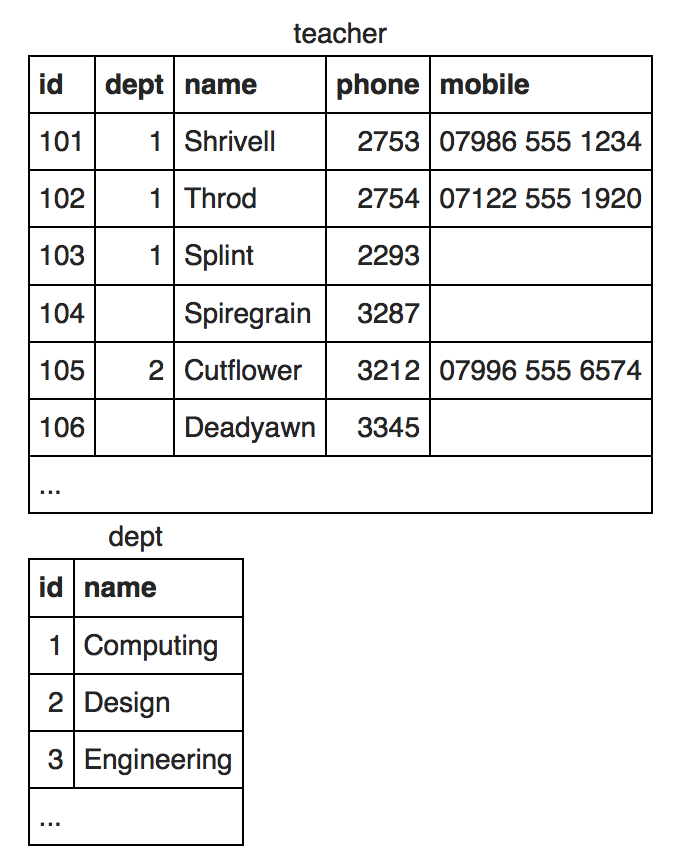 teacher
id dept name phone mobile
101 1 Shrivell 2753 07986 555 1234
102 1 Throd 2754 07122 555 1920
103 1 Splint 2293
104 Spiregrain 3287
105 2 Cutflower 3212 07996 555 6574
106 Deadyawn 3345
...
dept
id name
1 Computing
2 Design
3 Engineering
...